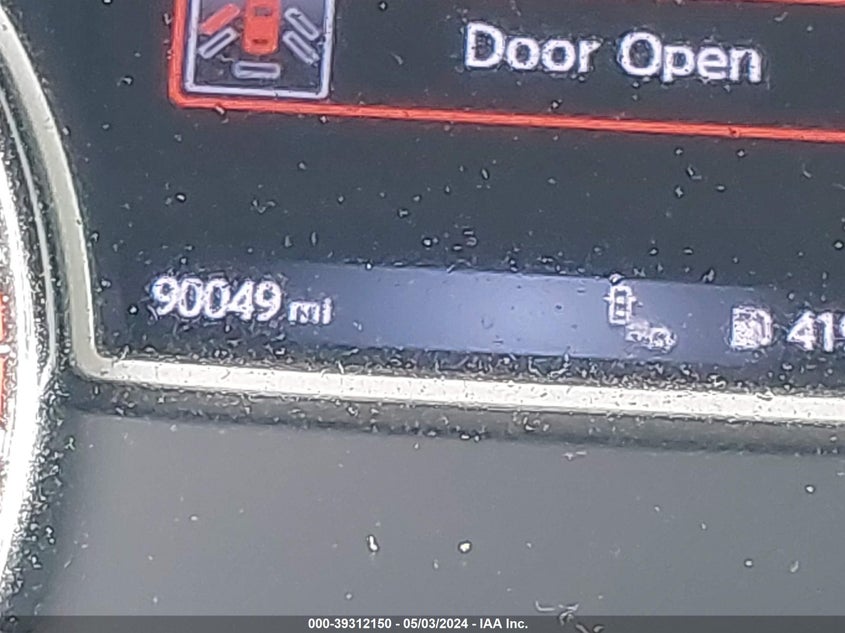 Door Open
90049 mi
000-39312150 - 05/03/2024 - IAA Inc.